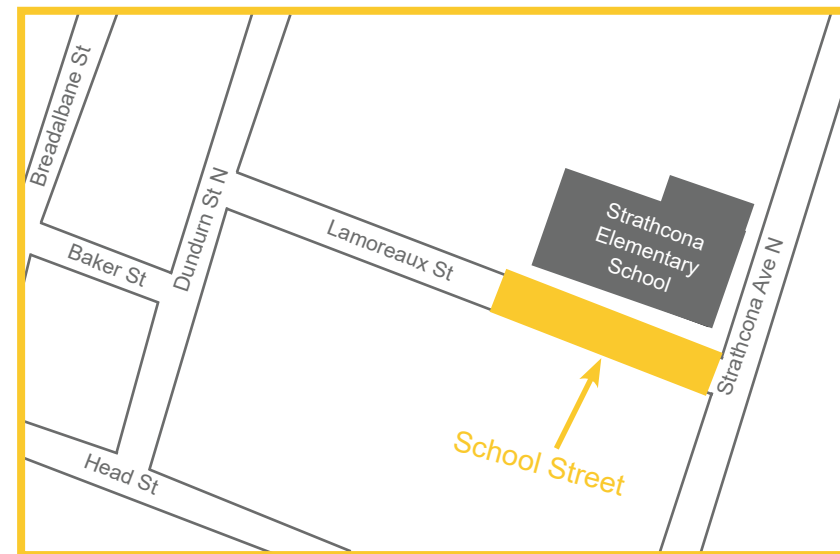 Breadalbane St
Dundurn St N
Baker St
Lamoreaux St
Strathcona
Elementary
School
Strathcona Ave N
School Street
Head St